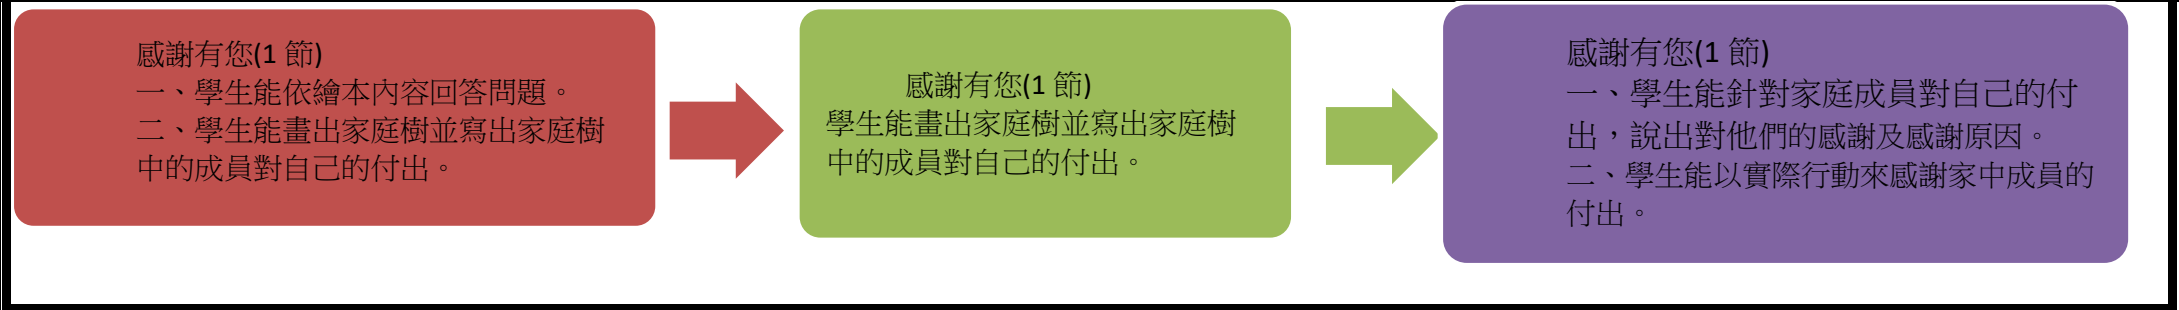 感謝有您(1 節)
一、學生能依繪本內容回答問題。
二、學生能畫出家庭樹並寫出家庭樹
中的成員對自己的付出。
感謝有您(1 節)
學生能畫出家庭樹並寫出家庭樹
中的成員對自己的付出。
感謝有您(1 節)
一、學生能針對家庭成員對自己的付
出，說出對他們的感謝及感謝原因。
二、學生能以實際行動來感謝家中成員的
付出。